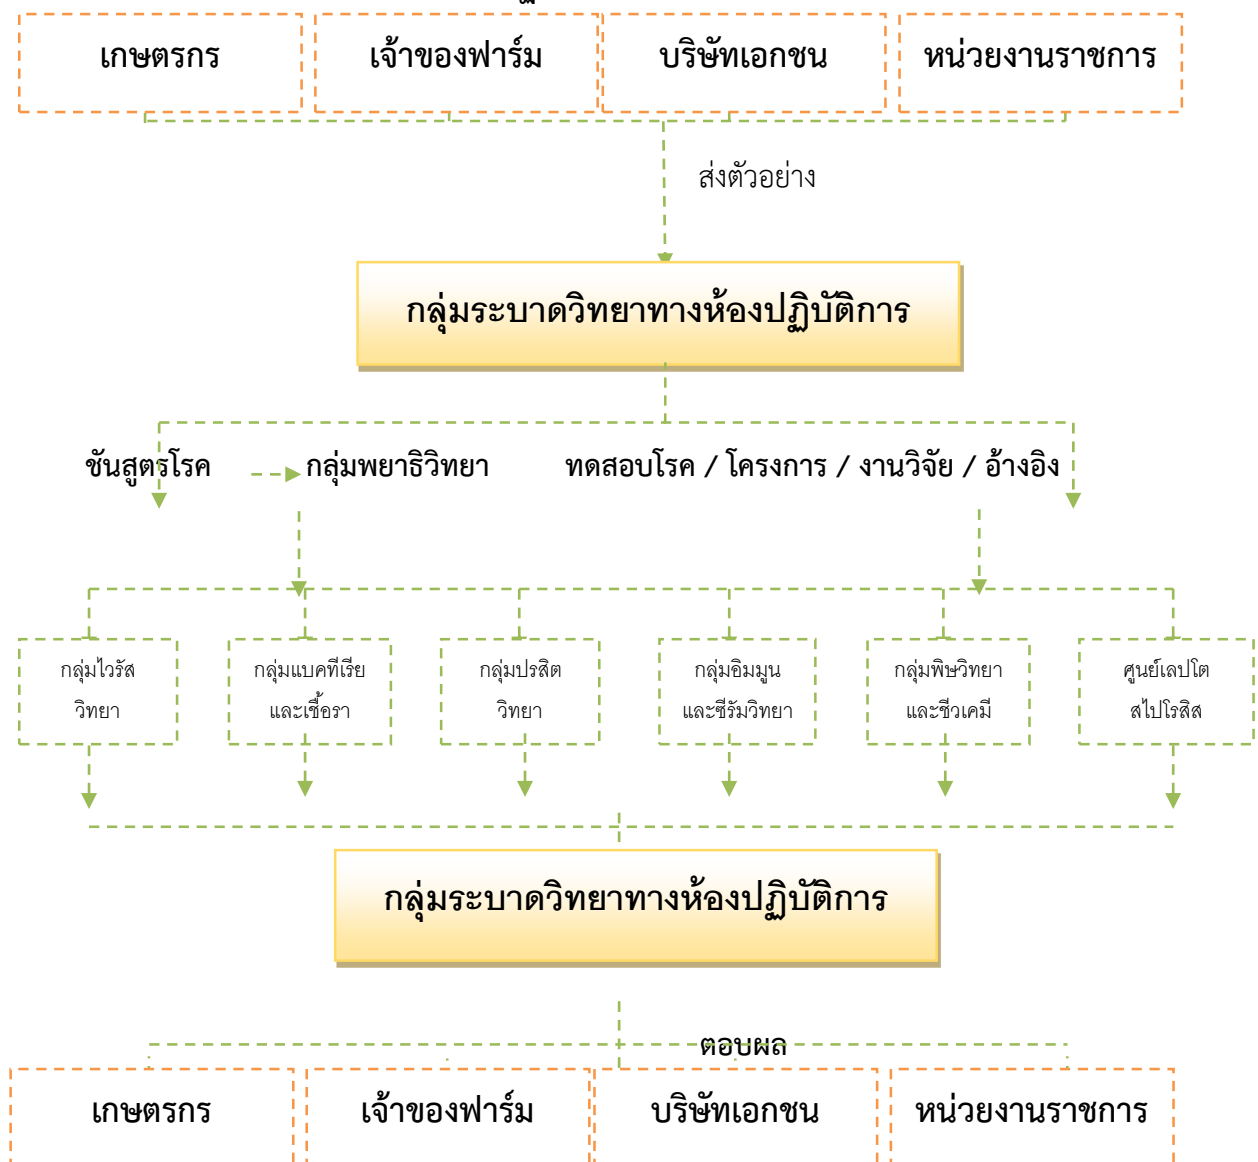 เกษตรกร
เจ้าของฟาร์ม
บริษัทเอกชน
หน่วยงานราชการ
ส่งตัวอย่าง
กลุ่มระบาดวิทยาทางห้องปฏิบัติการ
ชันสูตรโรค
กลุ่มพยาธิวิทยา
ทดสอบโรค / โครงการ / งานวิจัย / อ้างอิง
กลุ่มไวรัส
วิทยา
กลุ่มแบคทีเรีย
และเชื้อรา
กลุ่มปรสิต
วิทยา
กลุ่มอิมมูน
และซีรัมวิทยา
กลุ่มพิษวิทยา
และชีวเคมี
ศูนย์เลปโต
สไปโรสิส
กลุ่มระบาดวิทยาทางห้องปฏิบัติการ
ตอบผล
เกษตรกร
เจ้าของฟาร์ม
บริษัทเอกชน
หน่วยงานราชการ